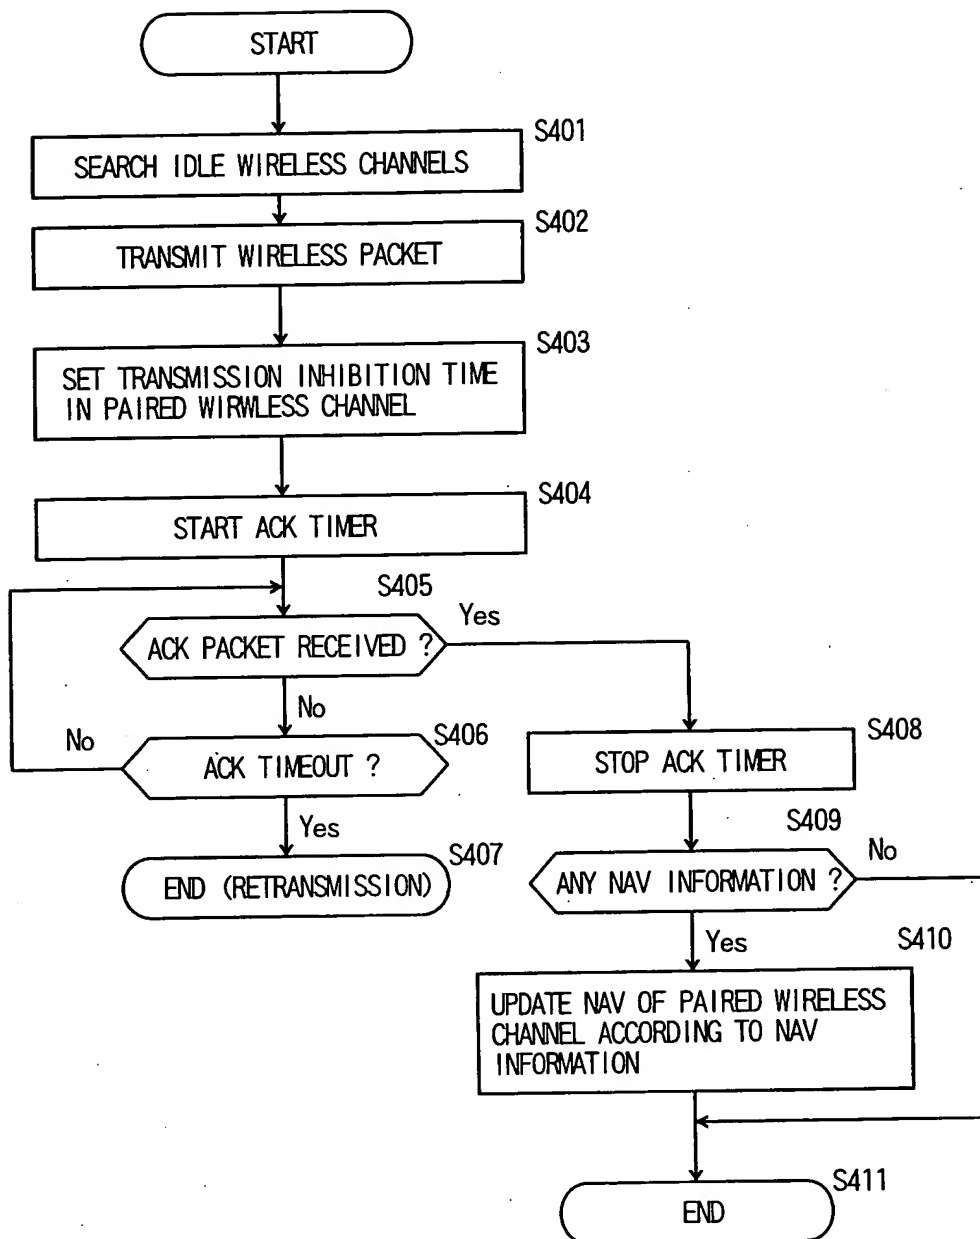 START
S401
SEARCH IDLE WIRELESS CHANNELS
S402
TRANSMIT WIRELESS PACKET
S403
SET TRANSMISSION INHIBITION TIME
IN PAIRED WIRWLESS CHANNEL
S404
START ACK TIMER
S405
ACK PACKET RECEIVED ?
Yes
No
S406
ACK TIMEOUT ?
No
Yes
S407
END (RETRANSMISSION)
S408
STOP ACK TIMER
S409
ANY NAV INFORMATION ?
No
Yes
S410
UPDATE NAV OF PAIRED WIRELESS
CHANNEL ACCORDING TO NAV
INFORMATION
S411
END